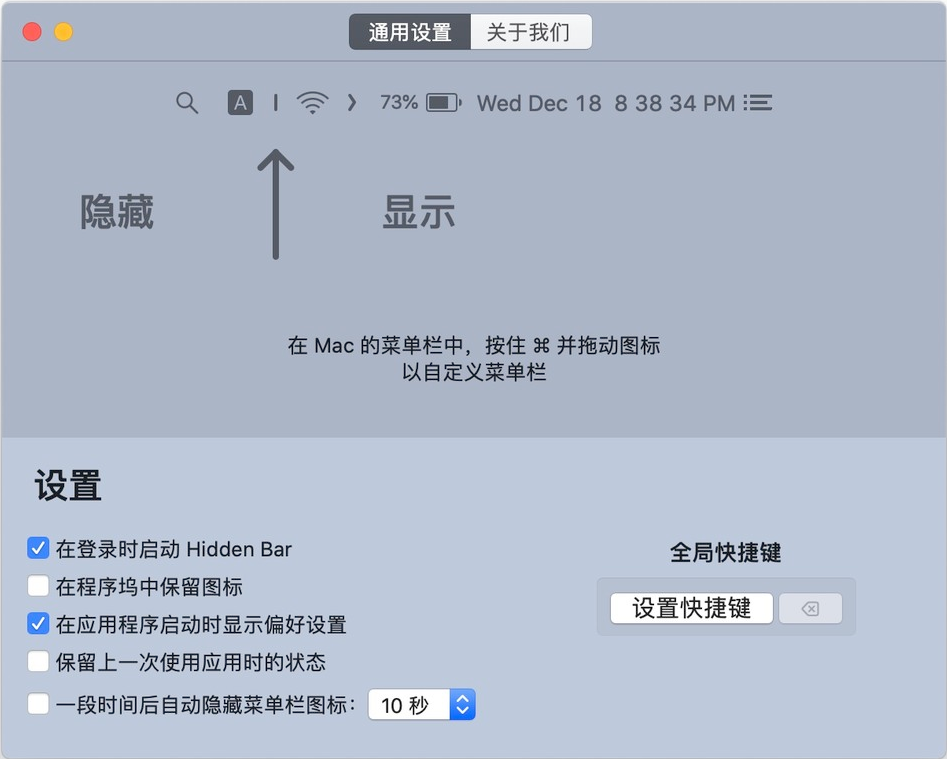 通用设置 关于我们
A 73% Wed Dec 18 8 38 34 PM
隐藏 显示
在 Mac 的菜单栏中，按住 ⌘ 并拖动图标
以自定义菜单栏
设置
在登录时启动 Hidden Bar
在程序坞中保留图标
在应用程序启动时显示偏好设置
保留上一次使用应用时的状态
一段时间后自动隐藏菜单栏图标： 10 秒
全局快捷键
设置快捷键